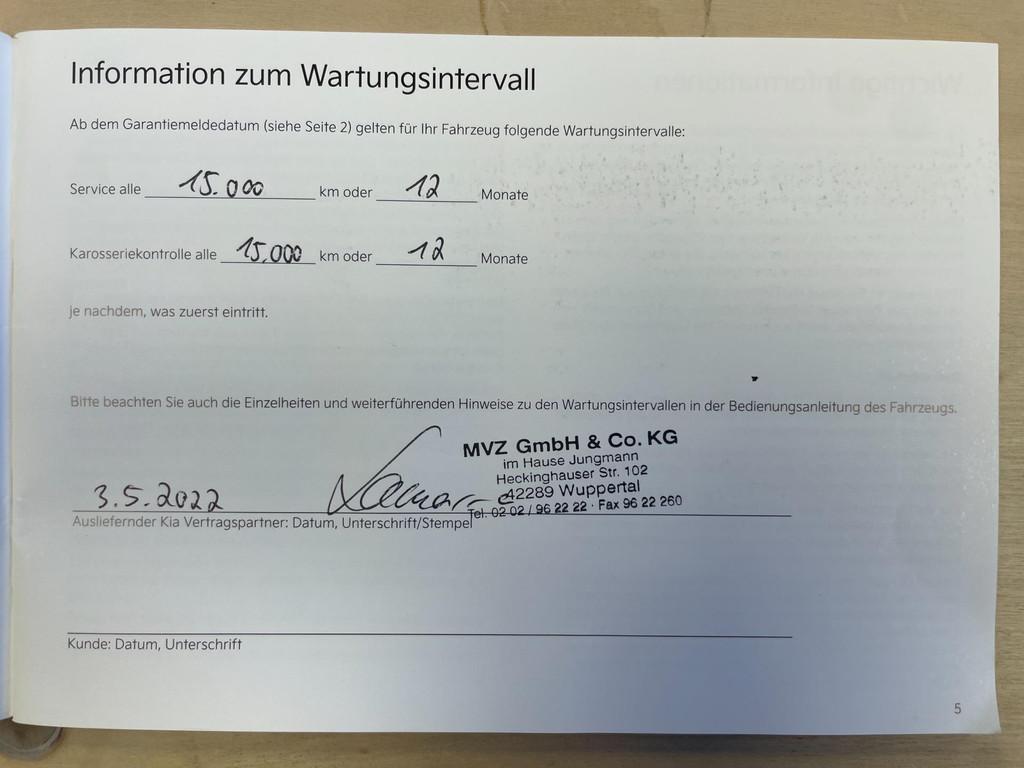 Information zum Wartungsintervall
Ab dem Garantiemeldedatum (siehe Seite 2) gelten für Ihr Fahrzeug folgende Wartungsintervalle:
Service alle 15.000 km oder 12 Monate
Karosseriekontrolle alle 15.000 km oder 12 Monate
je nachdem, was zuerst eintritt.
Bitte beachten Sie auch die Einzelheiten und weiterführenden Hinweise zu den Wartungsintervallen in der Bedienungsanleitung des Fahrzeugs.
MVZ GmbH & Co. KG
im Hause Jungmann
Heckinghauser Str. 102
42289 Wuppertal
Tel. 02 02 / 96 22 22 · Fax 96 22 260
3.5.2022
Ausliefernder Kia Vertragspartner: Datum, Unterschrift/Stempel
Kunde: Datum, Unterschrift
5